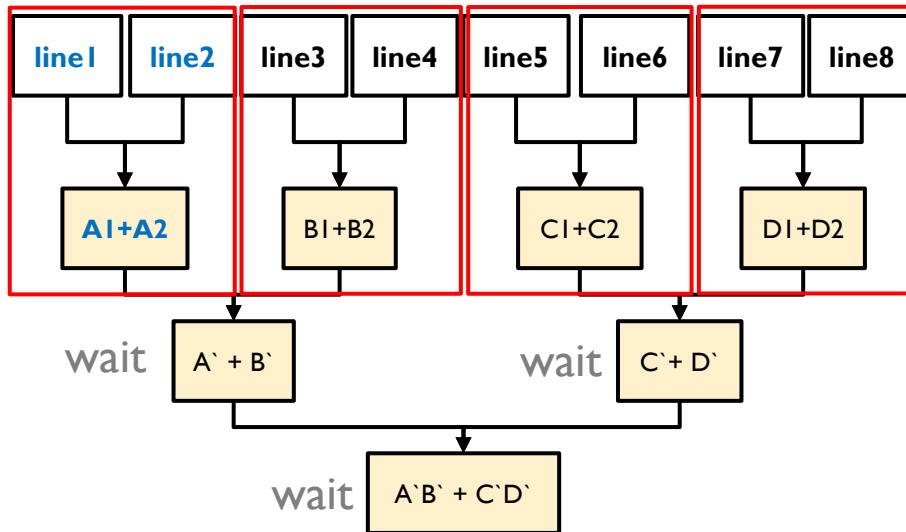 line1 line2 line3 line4 line5 line6 line7 line8
A1+A2 B1+B2 C1+C2 D1+D2
wait A` + B` wait C`+ D`
wait A`B` + C`D`